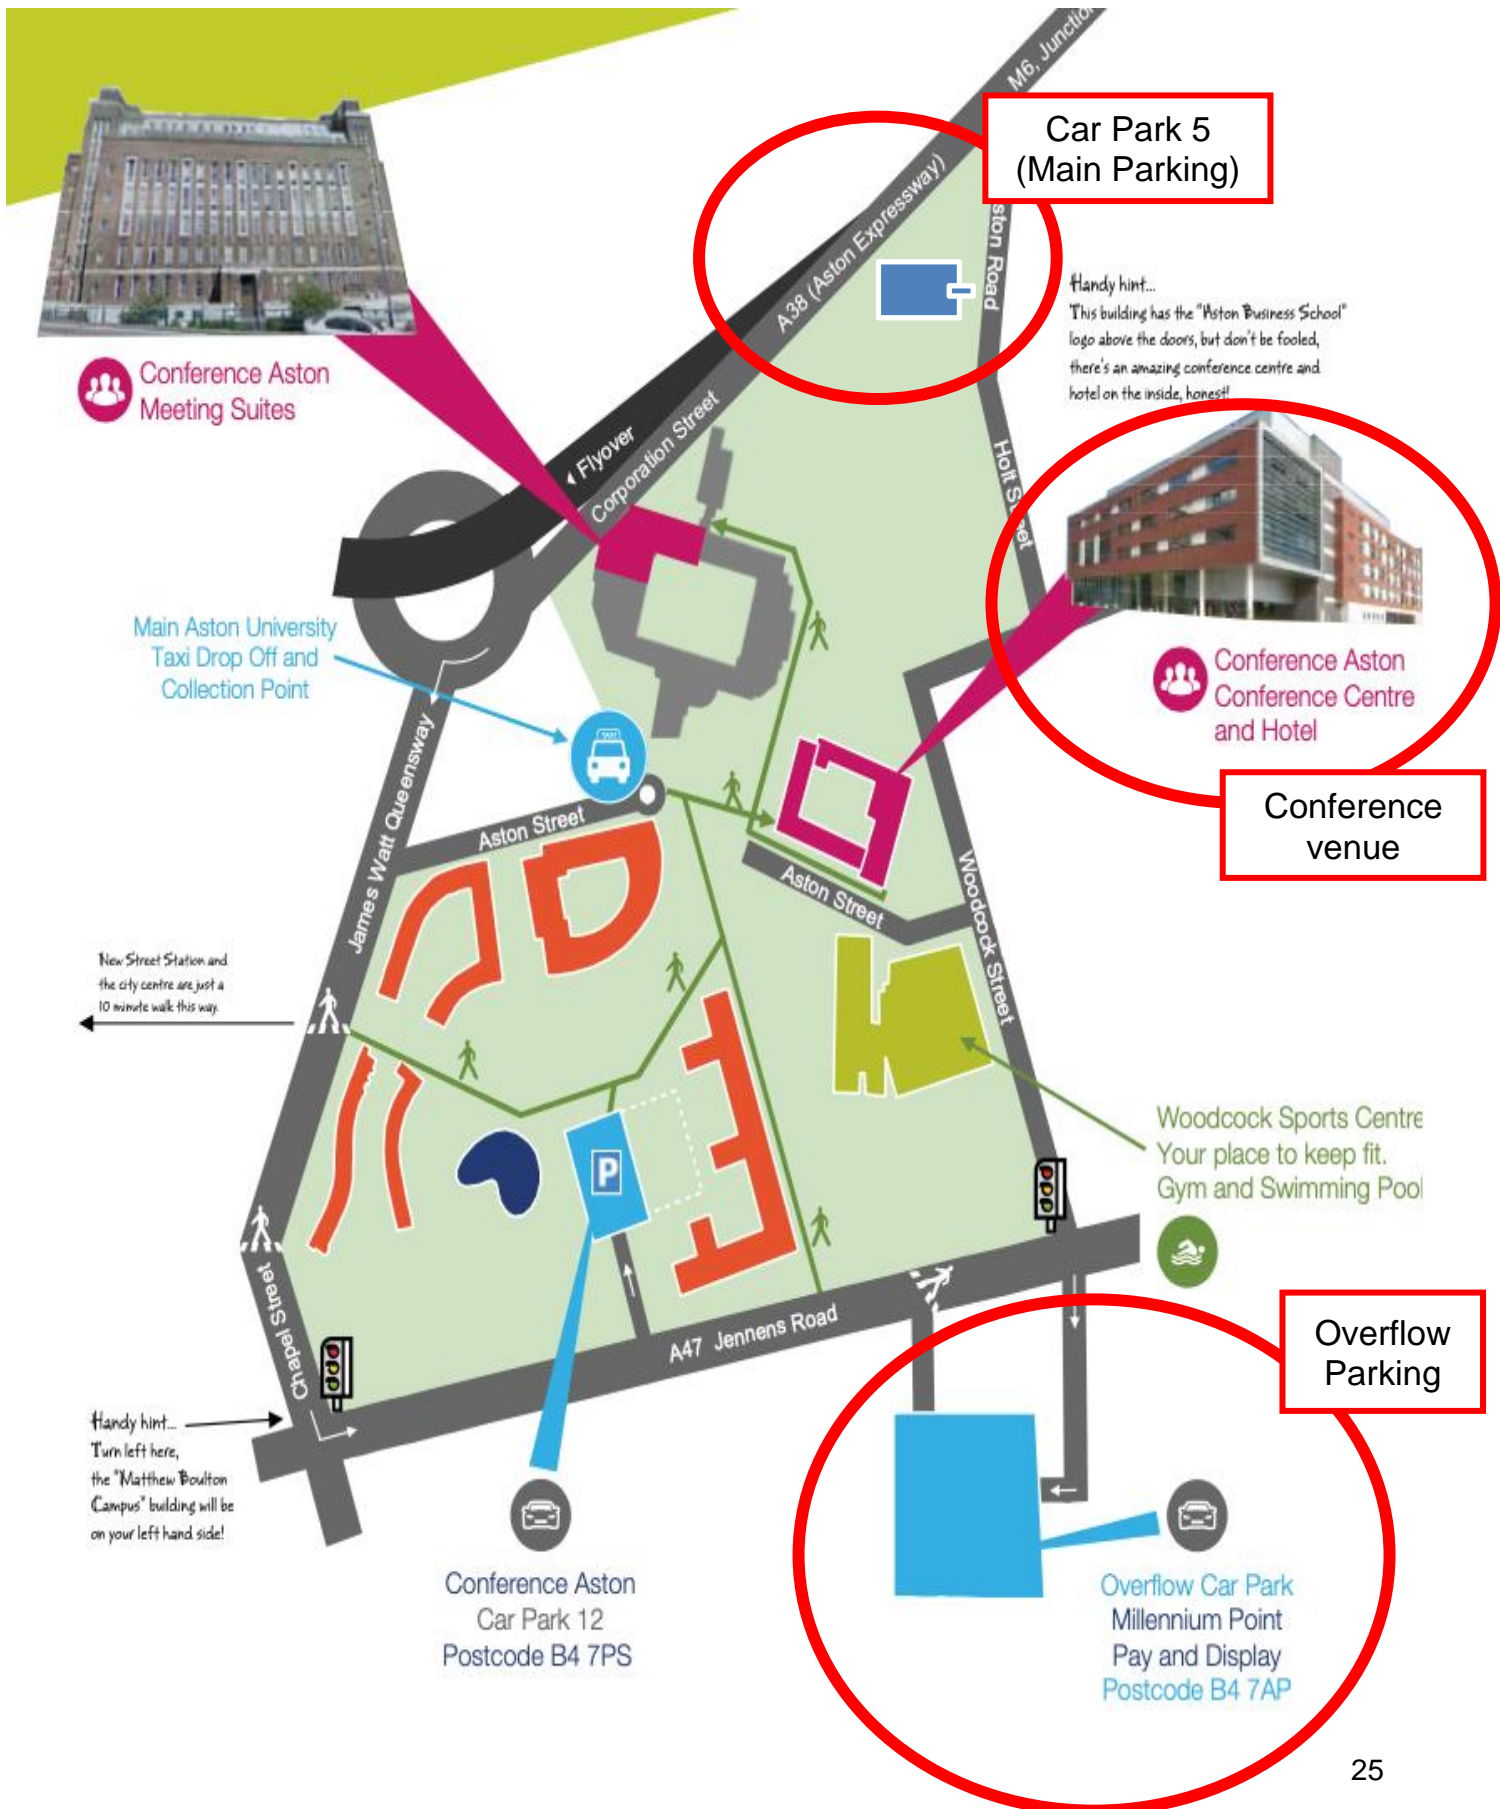 M6, Junction
Car Park 5
(Main Parking)
A38 (Aston Expressway)
ston Road
Handy hint...
This building has the "Aston Business School"
logo above the doors, but don't be fooled,
there's an amazing conference centre and
hotel on the inside, honest!
Conference Aston
Meeting Suites
Flyover
Corporation Street
Holt Street
Main Aston University
Taxi Drop Off and
Collection Point
TAXI
Conference Aston
Conference Centre
and Hotel
Conference
venue
James Watt Queensway
Aston Street
Aston Street
Woodcock Street
New Street Station and
the city centre are just a
10 minute walk this way.
Woodcock Sports Centre
Your place to keep fit.
Gym and Swimming Pool
P
Chapel Street
A47 Jennens Road
Overflow
Parking
Handy hint...
Turn left here,
the "Matthew Boulton
Campus" building will be
on your left hand side!
Conference Aston
Car Park 12
Postcode B4 7PS
Overflow Car Park
Millennium Point
Pay and Display
Postcode B4 7AP
25